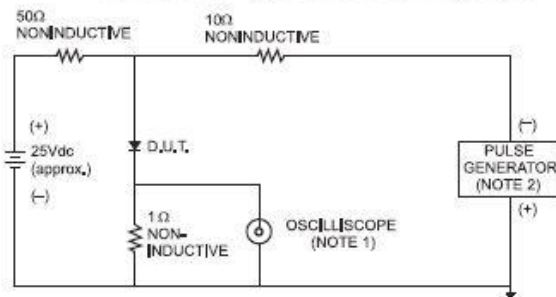 50Ω
NONINDUCTIVE
10Ω
NONINDUCTIVE
(+)
25Vdc
(approx.)
(–)
D.U.T.
1Ω
NON-
INDUCTIVE
OSCILLISCOPE
(NOTE 1)
(–)
PULSE
GENERATOR
(NOTE 2)
(+)